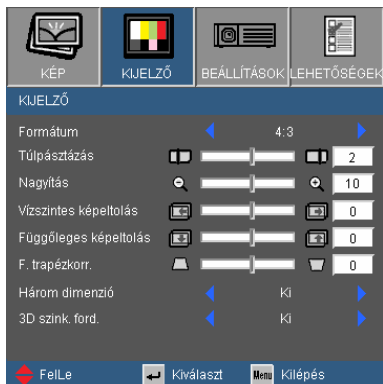 KÉP KIJELZŐ BEÁLLÍTÁSOK LEHETŐSÉGEK
KIJELZŐ
Formátum 4:3
Túlpásztázás 2
Nagyítás 10
Vízszintes képeltolás 0
Függőleges képeltolás 0
F. trapézkorr. 0
Három dimenzió Ki
3D szink. ford. Ki
FelLe Kiválaszt Menu Kilépés